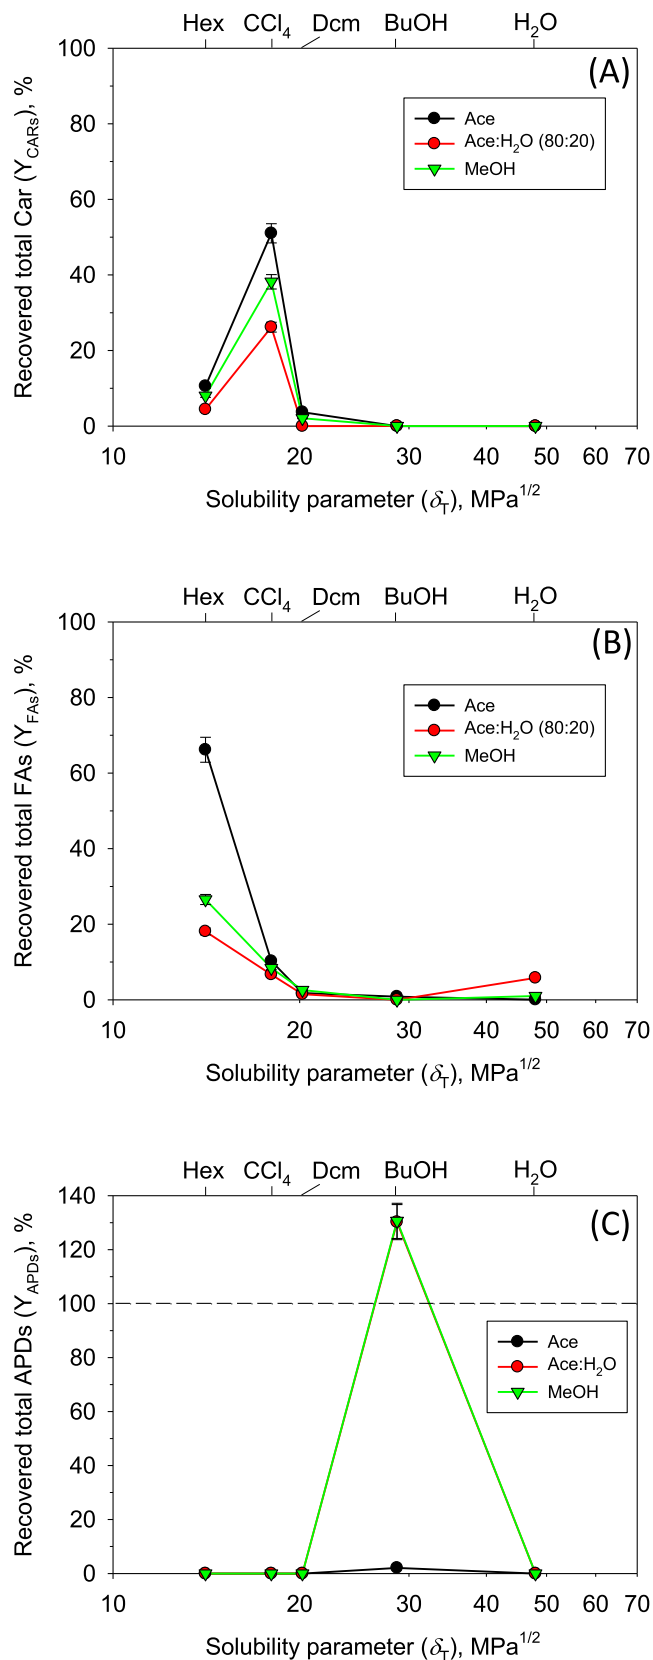 Hex CCl4 Dcm BuOH H2O
100
(A)
Ace
Ace:H2O (80:20)
MeOH
80
60
40
20
0
Recovered total Car (YCARs), %
10 20 30 40 50 60 70
Solubility parameter (δT), MPa1/2
Hex CCl4 Dcm BuOH H2O
100
(B)
Ace
Ace:H2O (80:20)
MeOH
80
60
40
20
0
Recovered total FAs (YFAs), %
10 20 30 40 50 60 70
Solubility parameter (δT), MPa1/2
Hex CCl4 Dcm BuOH H2O
140
(C)
120
100
Ace
Ace:H2O
MeOH
80
60
40
20
0
Recovered total APDs (YAPDs), %
10 20 30 40 50 60 70
Solubility parameter (δT), MPa1/2